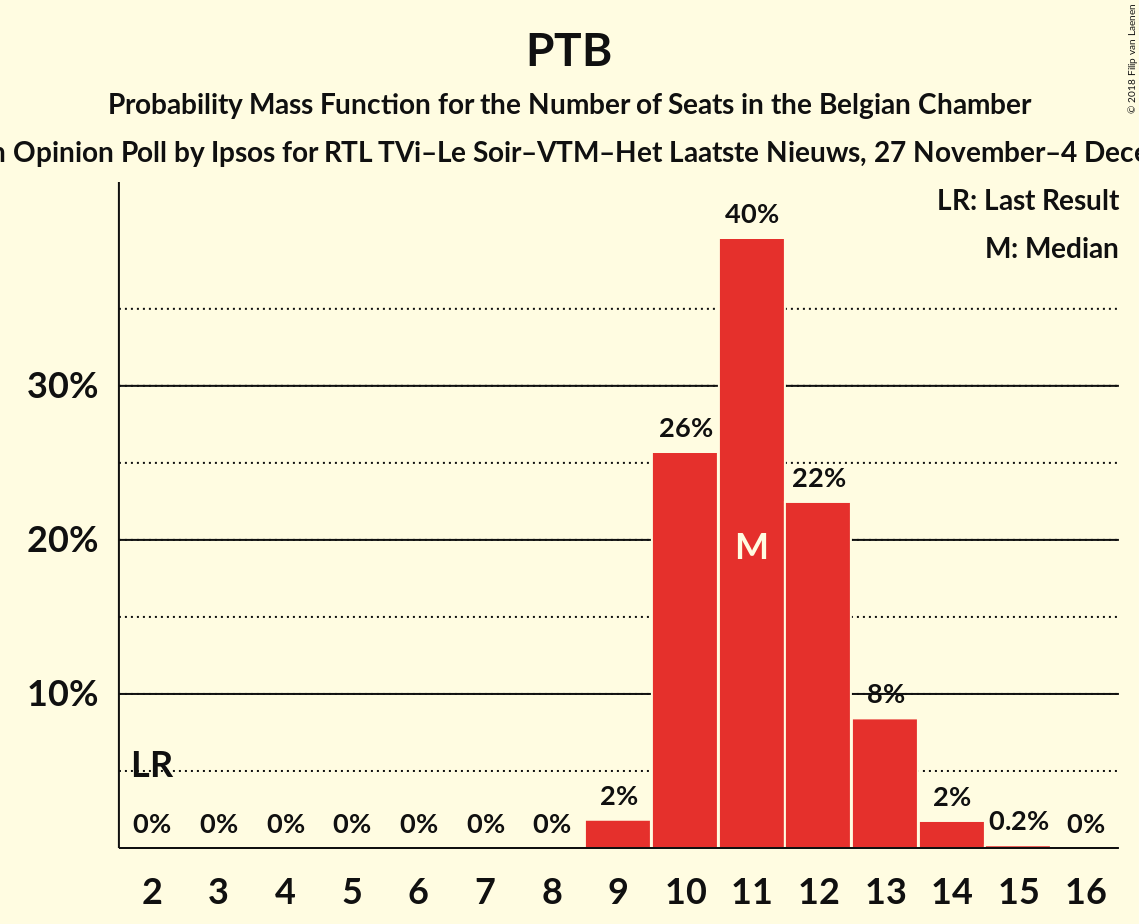 PTB
Probability Mass Function for the Number of Seats in the Belgian Chamber
Opinion Poll by Ipsos for RTL TVi–Le Soir–VTM–Het Laatste Nieuws, 27 November–4
© 2018 Filip van Laenen
LR: Last Result
M: Median
40%
30%
26%
22%
20%
M
10%
8%
LR
0% 0% 0% 0% 0% 0% 0% 2% 2% 0.2% 0%
2 3 4 5 6 7 8 9 10 11 12 13 14 15 16